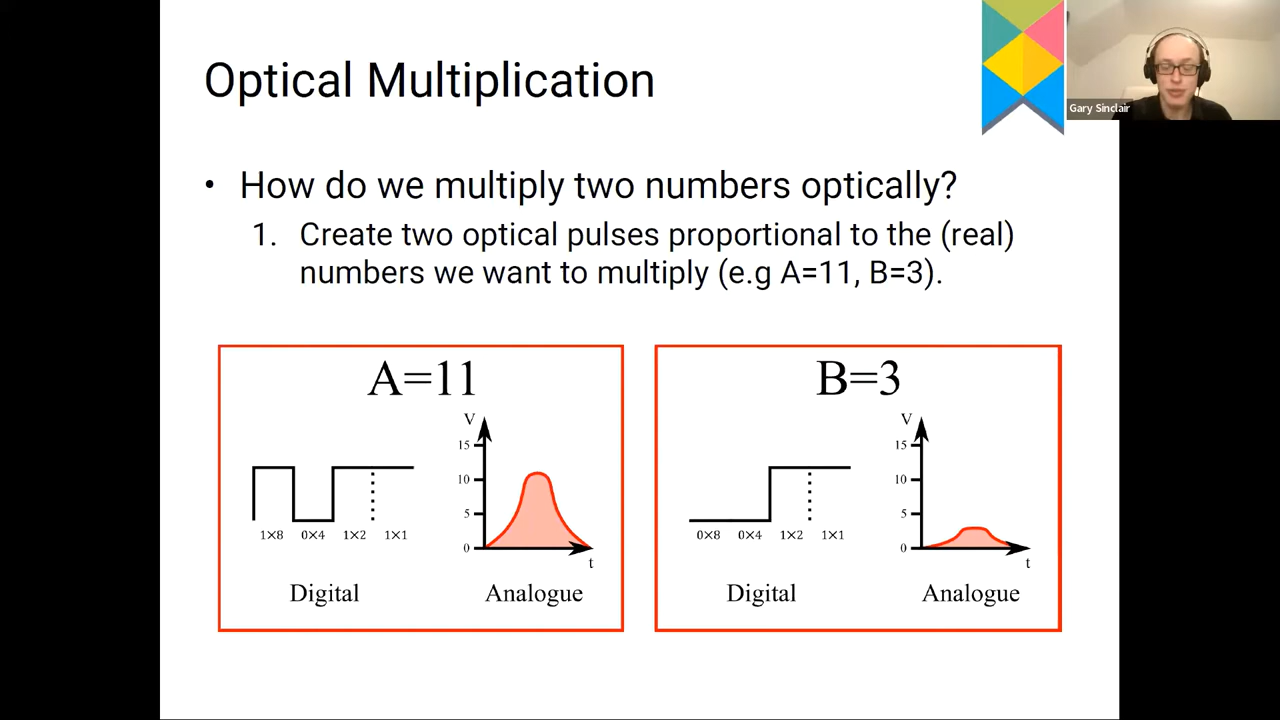 Optical Multiplication
Gary Sinclair
• How do we multiply two numbers optically?
1. Create two optical pulses proportional to the (real)
numbers we want to multiply (e.g A=11, B=3).
A=11
V
15
10
5
0
t
1×8 0×4 1×2 1×1
Digital
Analogue
B=3
V
15
10
5
0
t
0×8 0×4 1×2 1×1
Digital
Analogue